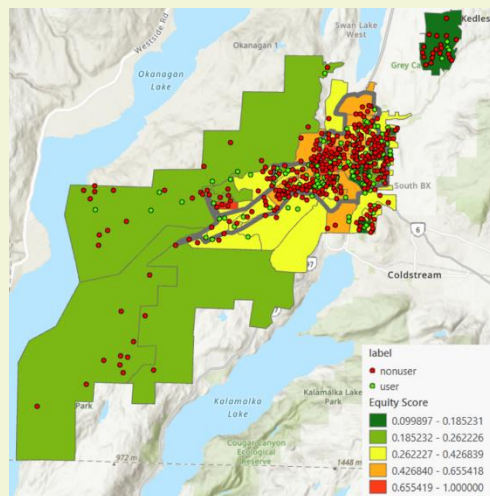 Swan Lake
West
Kedles
Westside Rd
Okanagan 1
Grey Ca
Okanagan
Lake
South BX
6
Coldstream
97
label
nonuser
user
Equity Score
0.099897 - 0.185231
0.185232 - 0.262226
0.262227 - 0.426839
0.426840 - 0.655418
0.655419 - 1.000000
Kalamalka Lake
Park
Park
Kalamalka
Lake
Cougar Canyon
Ecological
Reserve
972 m
1448 m